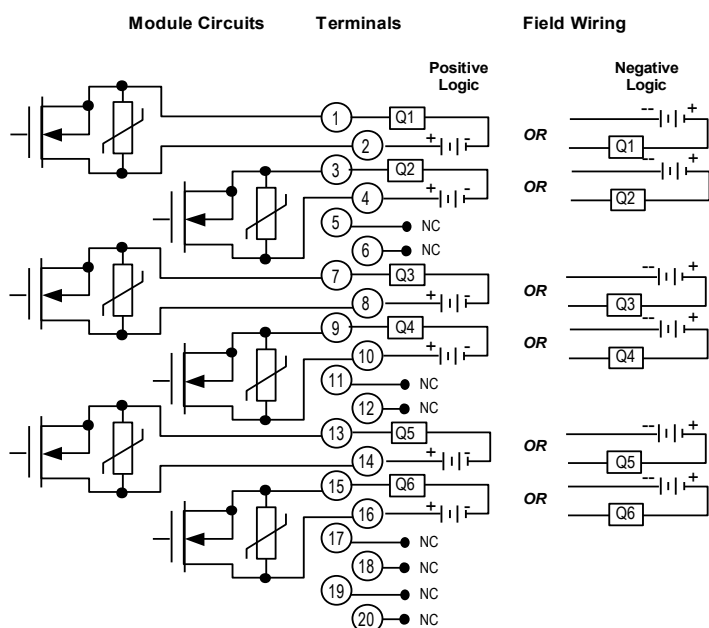 Module Circuits Terminals Field Wiring
Positive Logic Negative Logic
1 Q1 -- +
2 + - OR Q1
3 Q2 -- +
4 + - OR Q2
5 NC
6 NC
7 Q3 -- +
8 + - OR Q3
9 Q4 -- +
10 + - OR Q4
11 NC
12 NC
13 Q5 -- +
14 + - OR Q5
15 Q6 -- +
16 + - OR Q6
17 NC
18 NC
19 NC
20 NC